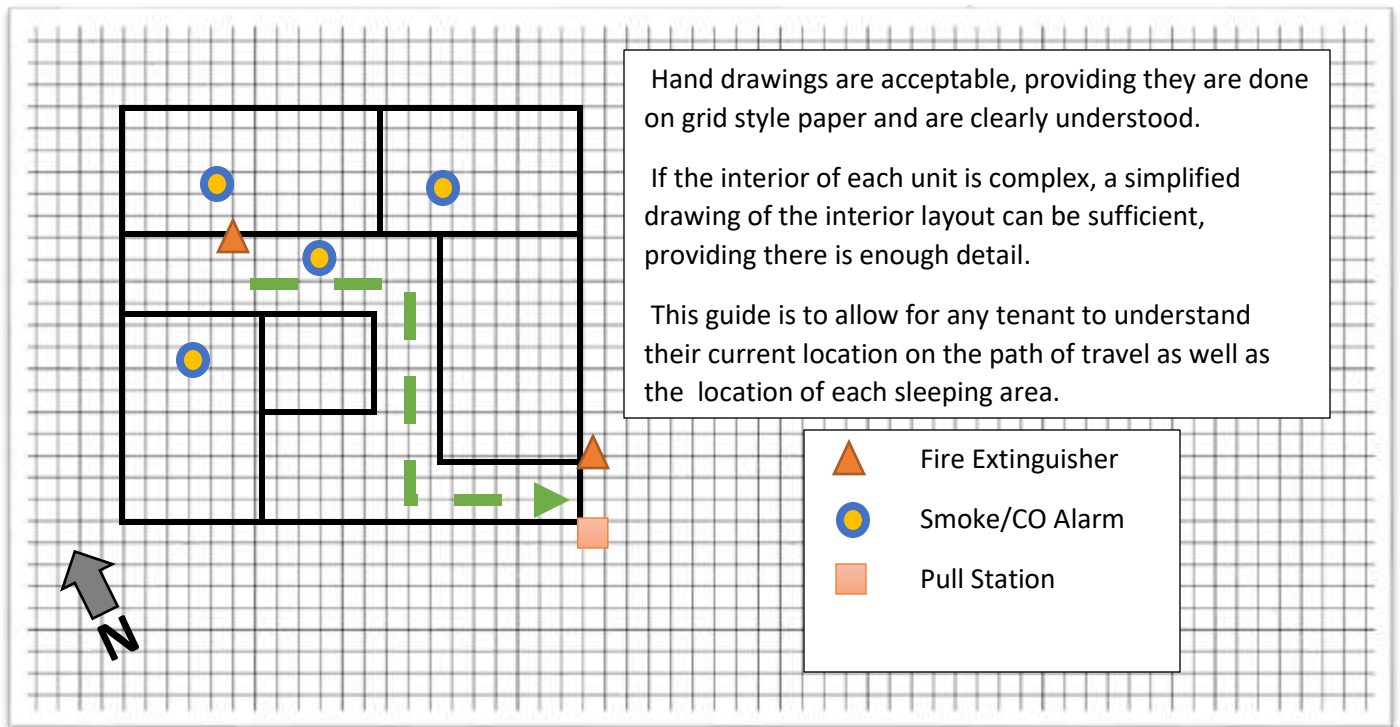 Hand drawings are acceptable, providing they are done
on grid style paper and are clearly understood.
If the interior of each unit is complex, a simplified
drawing of the interior layout can be sufficient,
providing there is enough detail.
This guide is to allow for any tenant to understand
their current location on the path of travel as well as
the location of each sleeping area.
Fire Extinguisher
Smoke/CO Alarm
Pull Station
N